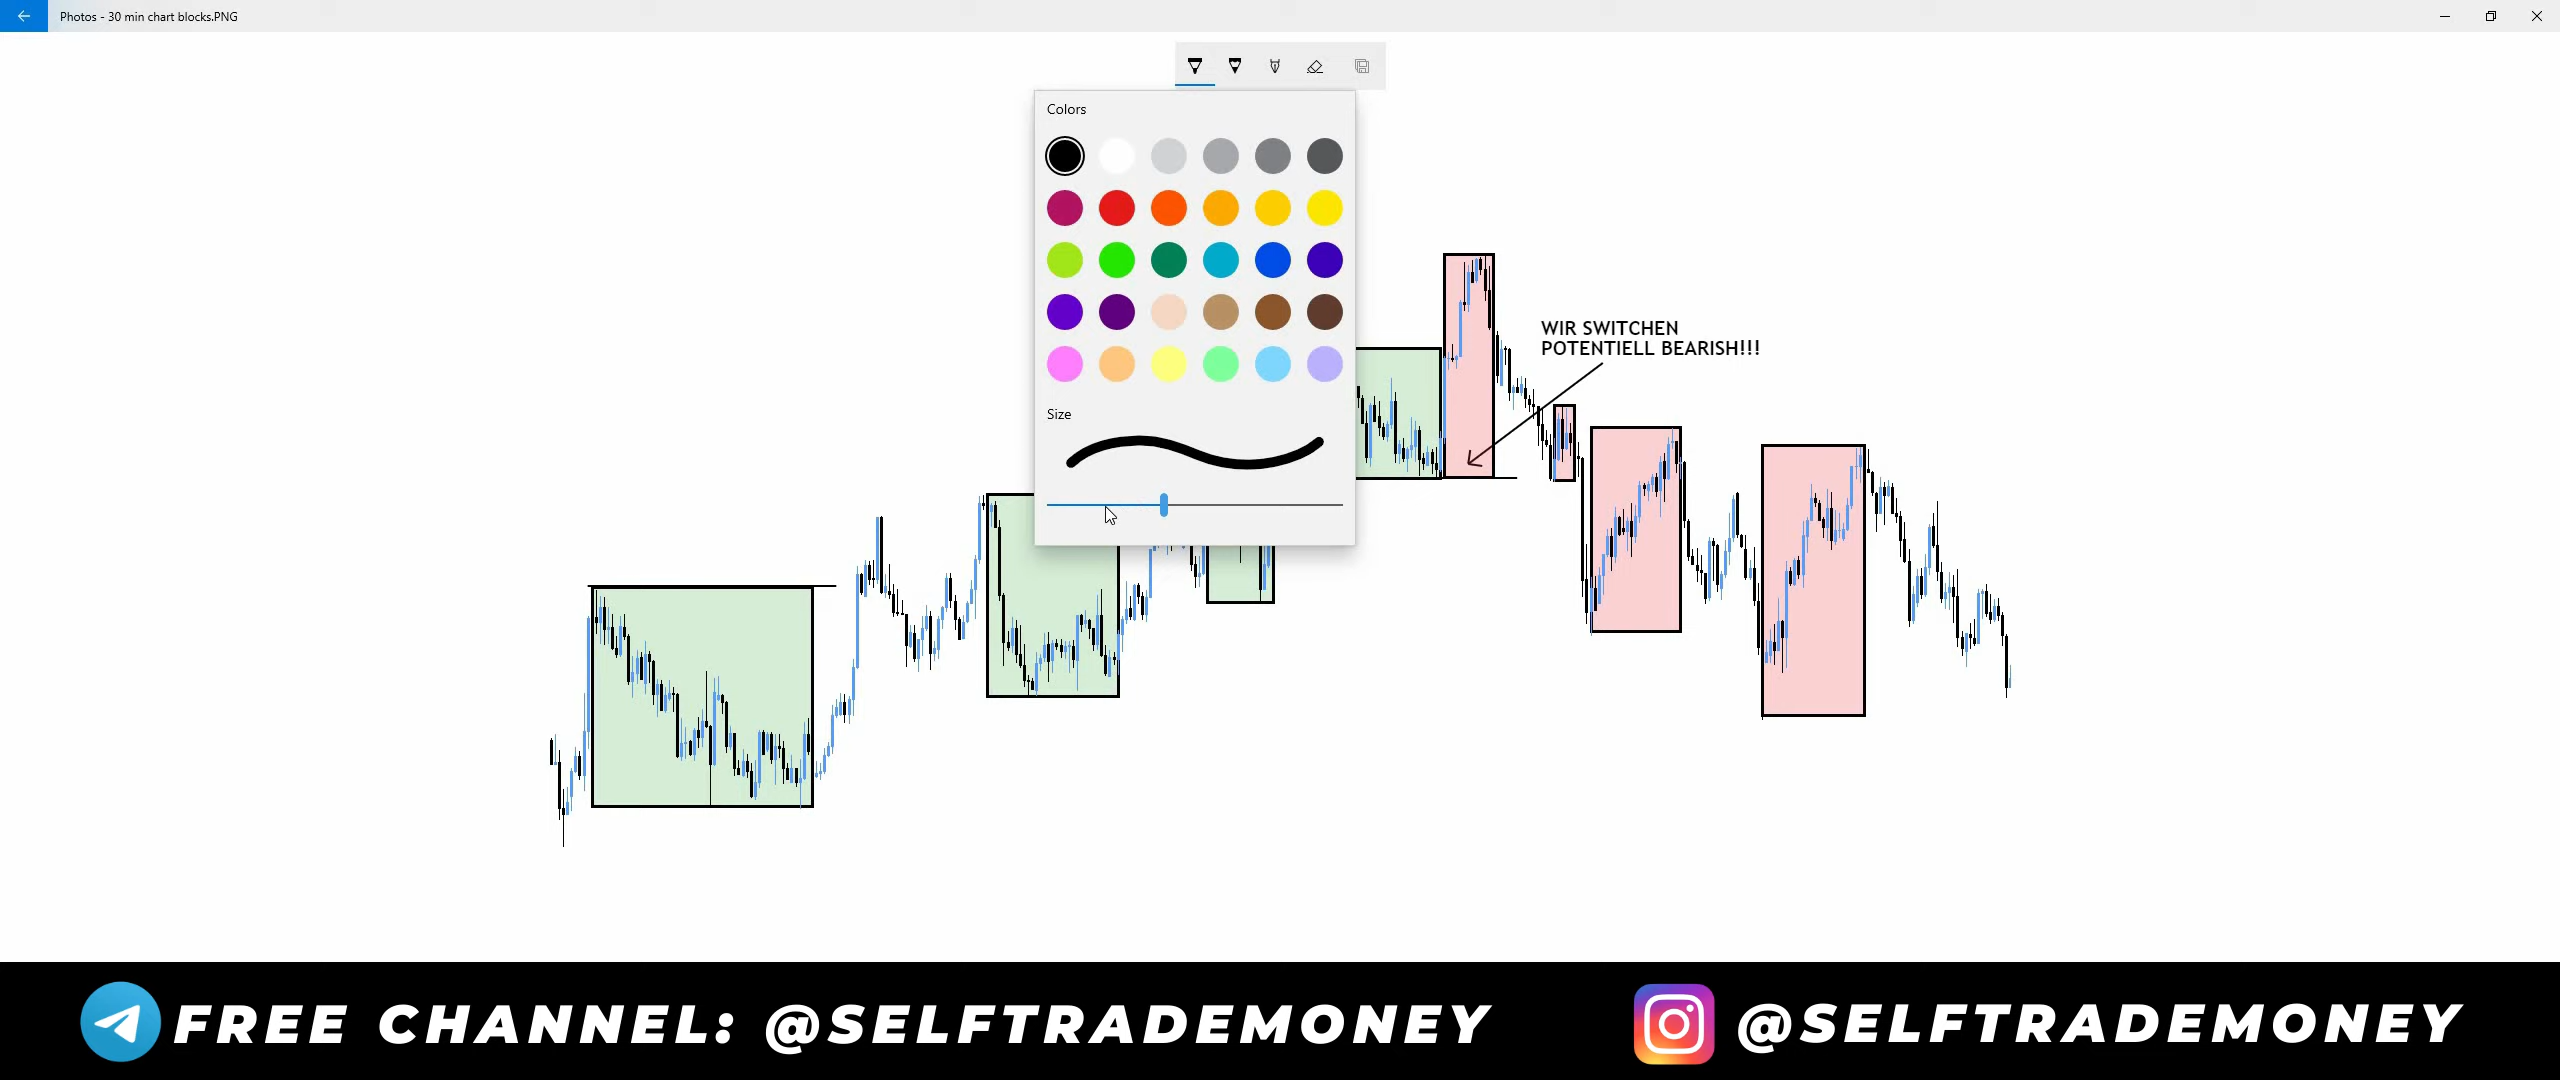 Photos - 30 min chart blocks.PNG
Colors
WIR SWITCHEN
POTENTIELL BEARISH!!!
Size
FREE CHANNEL: @SELFTRADEMONEY
@SELFTRADEMONEY